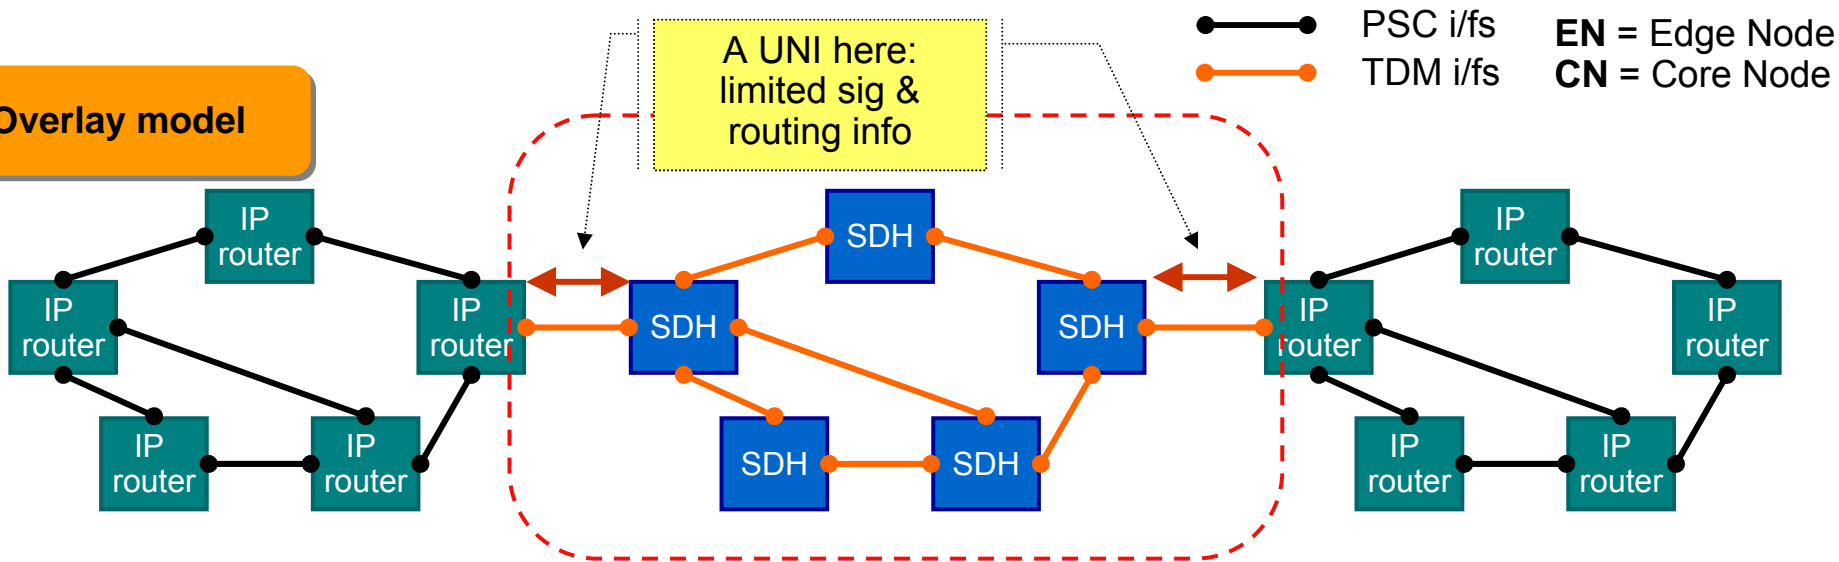 A UNI here:
limited sig &
routing info
PSC i/fs
TDM i/fs
EN = Edge Node
CN = Core Node
Overlay model
IP
router
SDH
IP
router
IP
router
IP
router
SDH
SDH
IP
router
IP
router
IP
router
IP
router
SDH
SDH
IP
router
IP
router